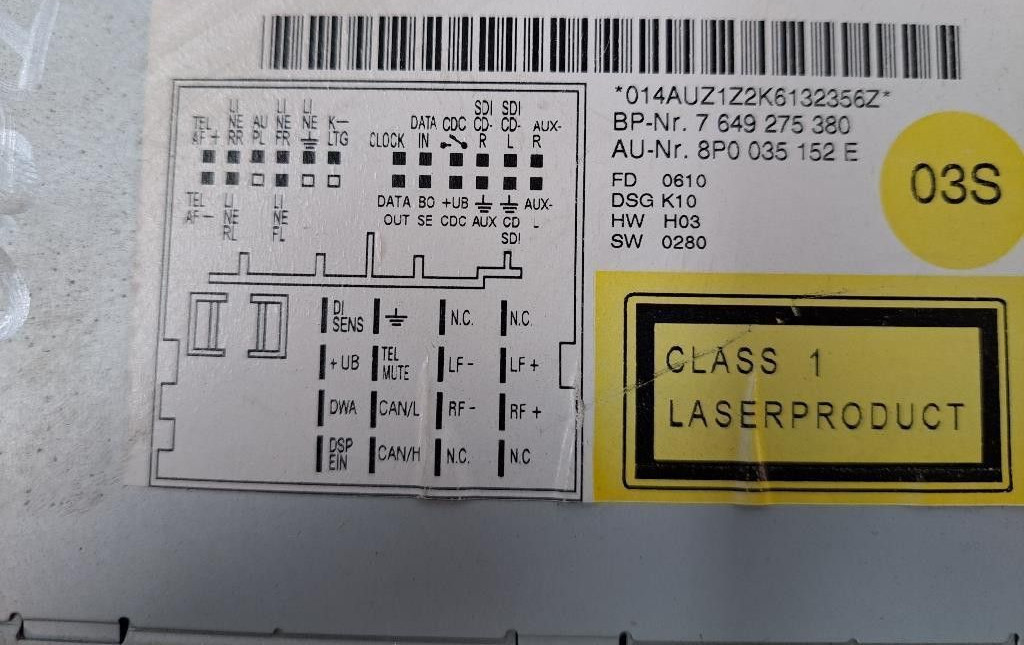 *014AUZ1Z2K6132356Z*
BP-Nr. 7 649 275 380
AU-Nr. 8P0 035 152 E
FD 0610
DSG K10
HW H03
SW 0280
03S
CLASS 1
LASERPRODUCT
TEL AF+ LI NE RR AU PL LI NE FR LI NE K- LTG
TEL AF- LI NE RL LI NE FL
CLOCK DATA IN CDC SDI CD- R SDI CD- L AUX- R
DATA OUT BO SE +UB CDC AUX CD SDI AUX- L
DI SENS N.C. N.C.
+UB TEL MUTE LF - LF +
DWA CAN/L RF - RF +
DSP EIN CAN/H N.C. N.C